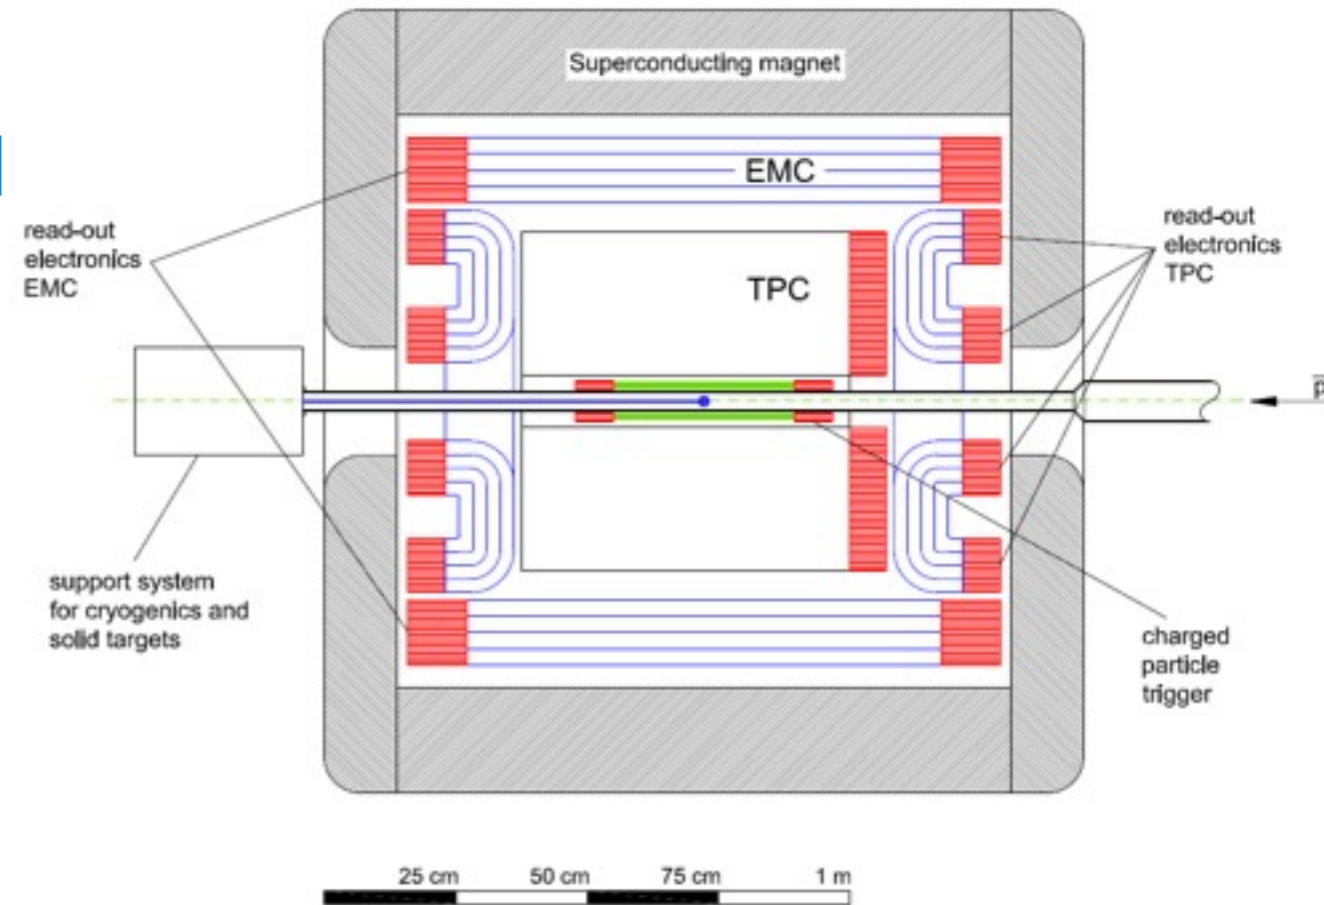 Superconducting magnet
EMC
read-out
electronics
EMC
read-out
electronics
TPC
TPC
p̅
support system
for cryogenics and
solid targets
charged
particle
trigger
25 cm
50 cm
75 cm
1 m